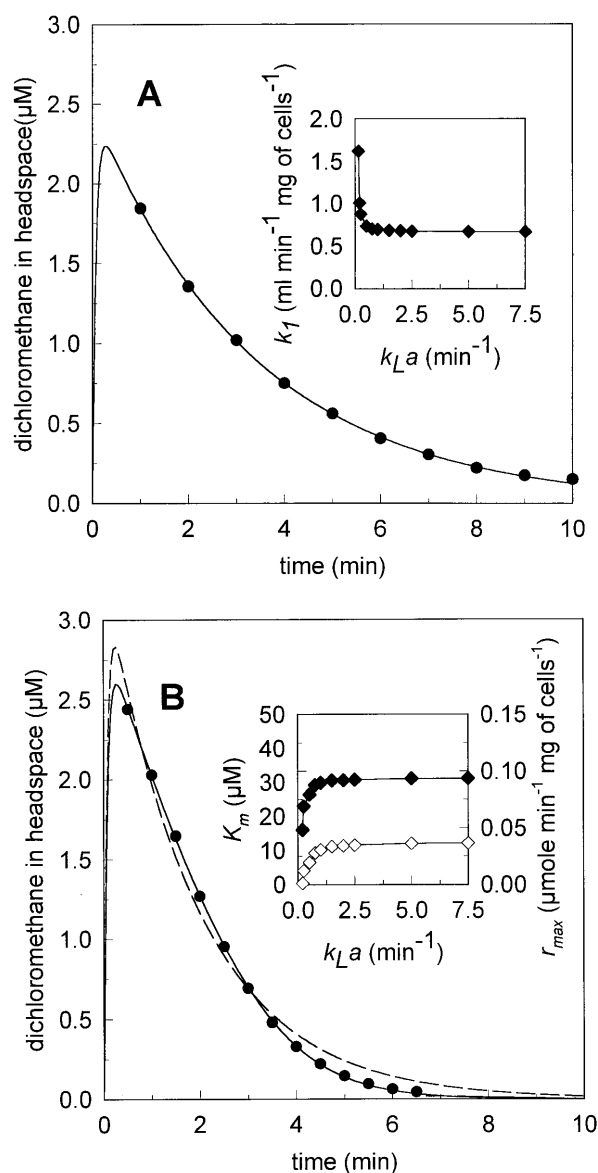 A
dichloromethane in headspace(µM)
3.0
2.5
2.0
1.5
1.0
0.5
0.0
0 2 4 6 8 10
time (min)
k1 (ml min-1 mg of cells-1)
2.0
1.5
1.0
0.5
0.0
0.0 2.5 5.0 7.5
kLa (min-1)
B
dichloromethane in headspace (µM)
3.0
2.5
2.0
1.5
1.0
0.5
0.0
0 2 4 6 8 10
time (min)
Km (µM)
50
40
30
20
10
0
0.0 2.5 5.0 7.5
kLa (min-1)
0.15
0.10
0.05
0.00
rmax (µmole min-1 mg of cells-1)